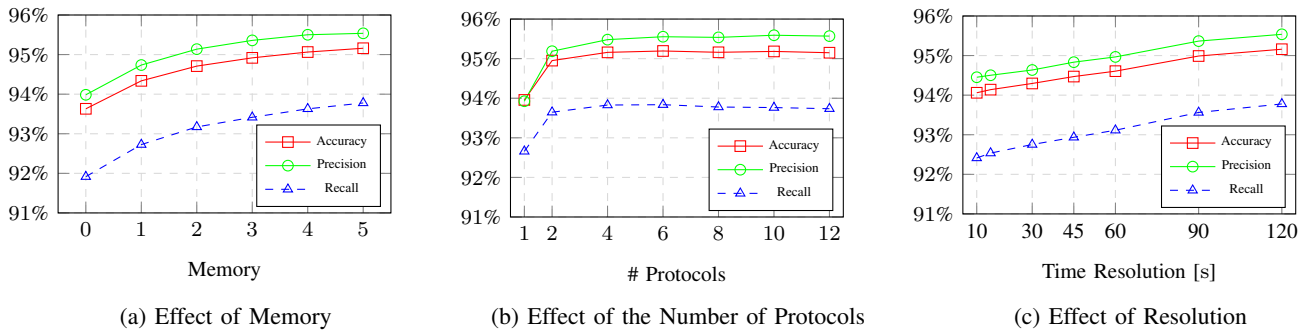 96%
95%
94%
93%
92%
91%
0 1 2 3 4 5
Memory
Accuracy
Precision
Recall
(a) Effect of Memory
96%
95%
94%
93%
92%
91%
1 2 4 6 8 10 12
# Protocols
Accuracy
Precision
Recall
(b) Effect of the Number of Protocols
96%
95%
94%
93%
92%
91%
10 30 45 60 90 120
Time Resolution [s]
Accuracy
Precision
Recall
(c) Effect of Resolution